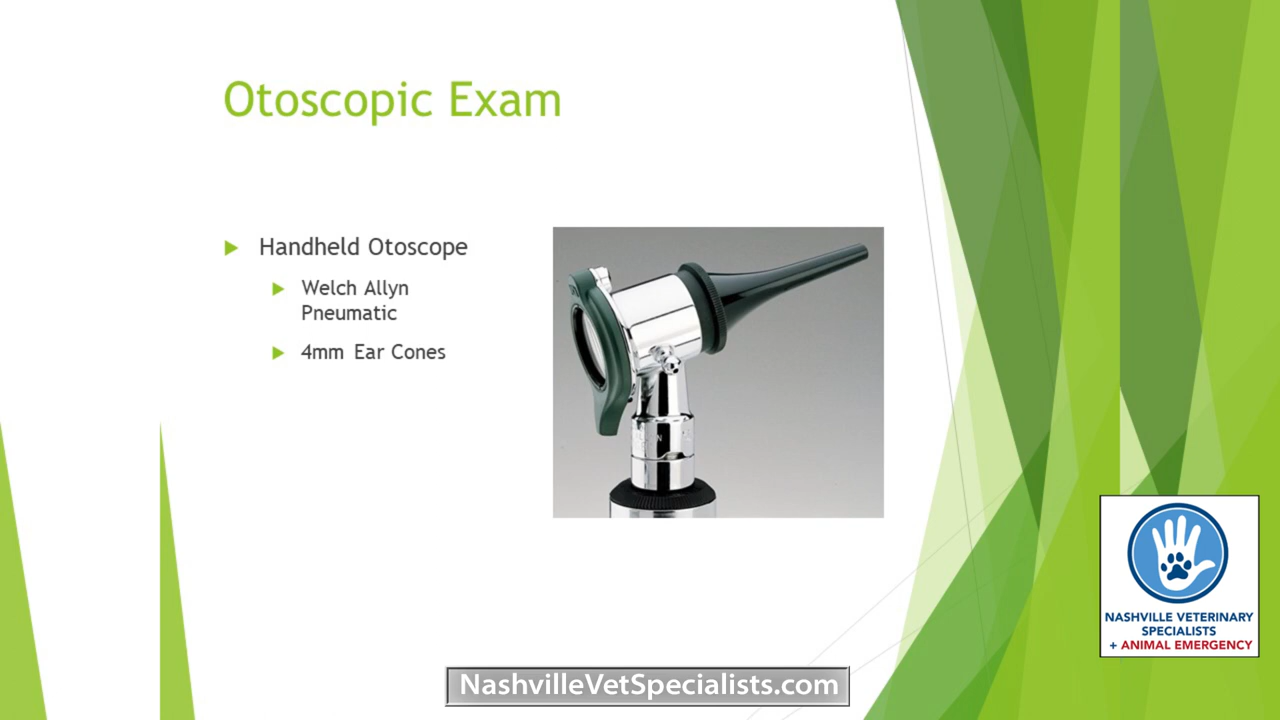 Otoscopic Exam
Handheld Otoscope
Welch Allyn
Pneumatic
4mm Ear Cones
NASHVILLE VETERINARY
SPECIALISTS
+ ANIMAL EMERGENCY
NashvilleVetSpecialists.com